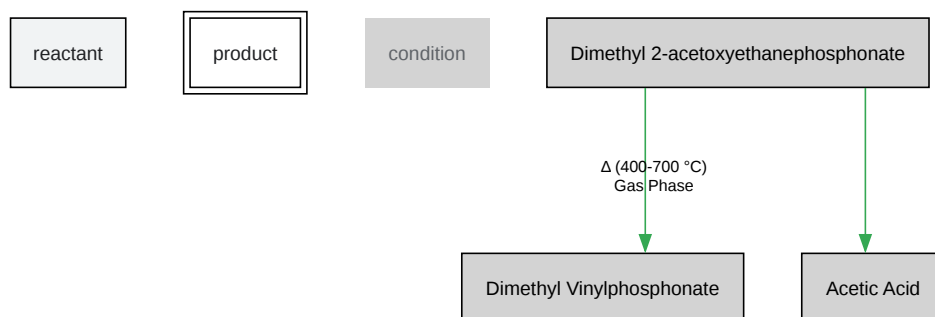 reactant
product
condition
Dimethyl 2-acetoxyethanephosphonate
Δ (400-700 °C)
Gas Phase
Dimethyl Vinylphosphonate
Acetic Acid